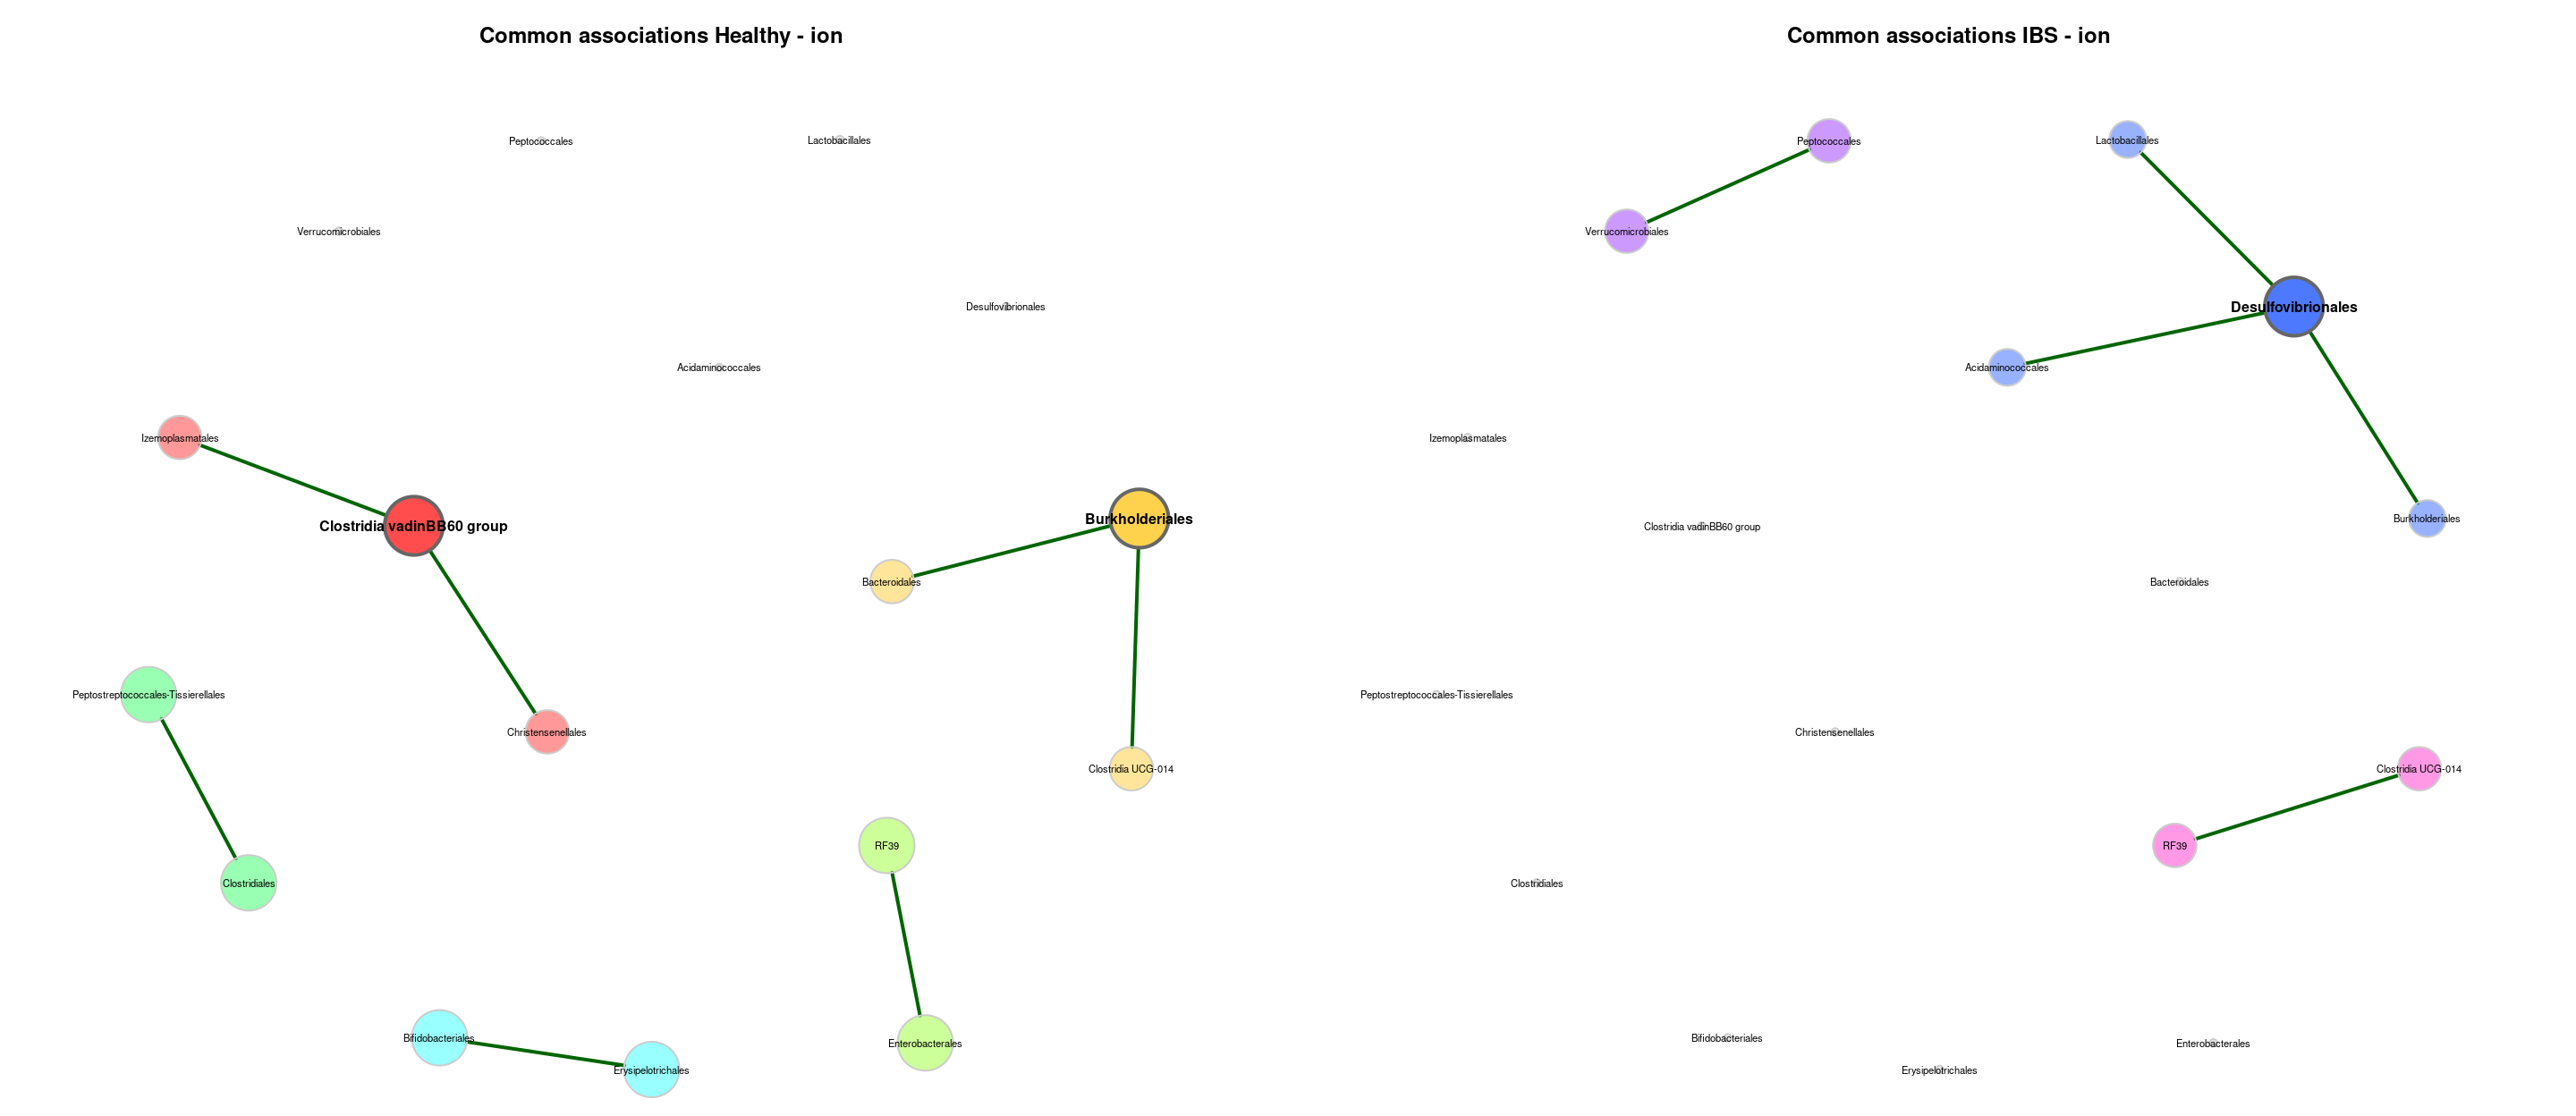 Common associations Healthy - ion
Peptococcales
Lactobacillales
Verrucomicrobiales
Desulfovibrionales
Acidaminococcales
Izemoplasmatales
Clostridia vadinBB60 group
Burkholderiales
Bacteroidales
Peptostreptococcales-Tissierellales
Christensenellales
Clostridia UCG-014
RF39
Clostridiales
Bifidobacteriales
Enterobacterales
Erysipelotrichales
Common associations IBS - ion
Peptococcales
Lactobacillales
Verrucomicrobiales
Desulfovibrionales
Acidaminococcales
Izemoplasmatales
Clostridia vadinBB60 group
Burkholderiales
Bacteroidales
Peptostreptococcales-Tissierellales
Christensenellales
Clostridia UCG-014
RF39
Clostridiales
Bifidobacteriales
Enterobacterales
Erysipelotrichales